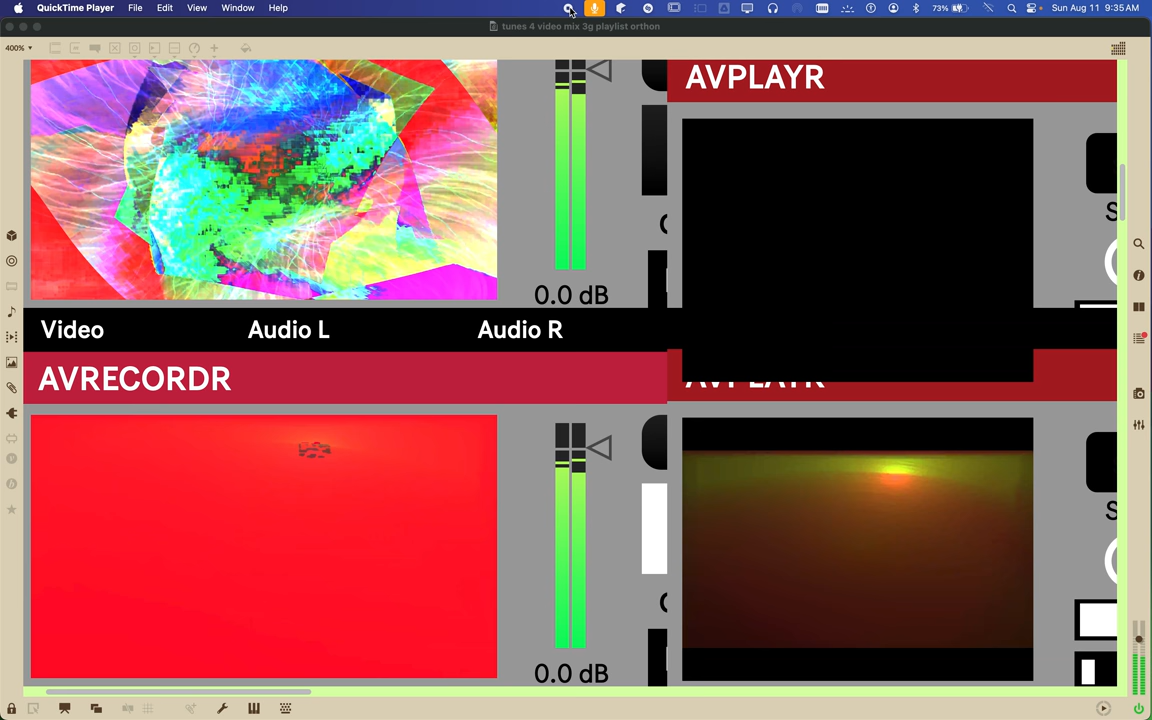 QuickTime Player File Edit View Window Help 73% Sun Aug 11 9:35 AM
tunes 4 video mix 3g playlist orthon
400%
AVPLAYR
S
0.0 dB
Video Audio L Audio R
AVRECORDR
S
0.0 dB